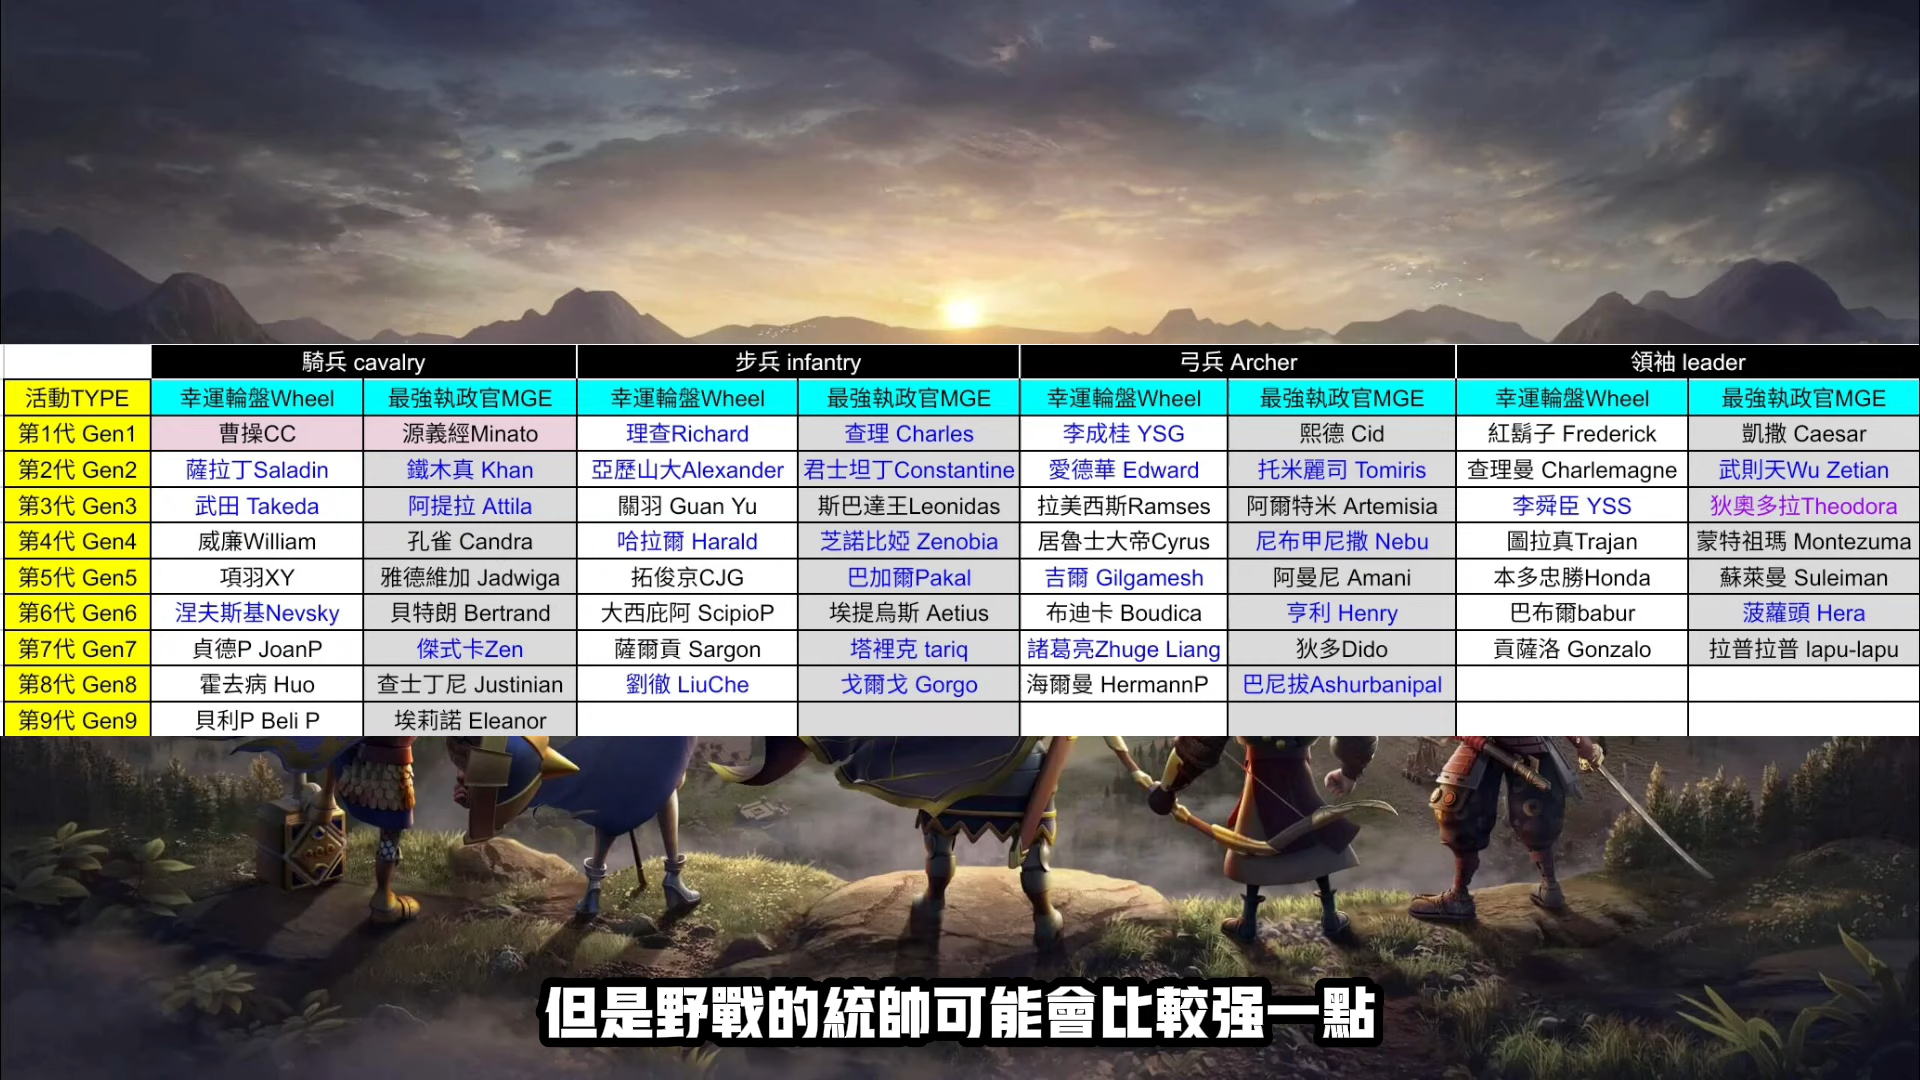 騎兵 cavalry 步兵 infantry 弓兵 Archer 領袖 leader
活動TYPE 幸運輪盤Wheel 最強執政官MGE 幸運輪盤Wheel 最強執政官MGE 幸運輪盤Wheel 最強執政官MGE 幸運輪盤Wheel 最強執政官MGE
第1代 Gen1 曹操CC 源義經Minato 理查Richard 查理 Charles 李成桂 YSG 熙德 Cid 紅鬍子 Frederick 凱撒 Caesar
第2代 Gen2 薩拉丁Saladin 鐵木真 Khan 亞歷山大Alexander 君士坦丁Constantine 愛德華 Edward 托米麗司 Tomiris 查理曼 Charlemagne 武則天Wu Zetian
第3代 Gen3 武田 Takeda 阿提拉 Attila 關羽 Guan Yu 斯巴達王Leonidas 拉美西斯Ramses 阿爾特米 Artemisia 李舜臣 YSS 狄奧多拉Theodora
第4代 Gen4 威廉William 孔雀 Candra 哈拉爾 Harald 芝諾比婭 Zenobia 居魯士大帝Cyrus 尼布甲尼撒 Nebu 圖拉真Trajan 蒙特祖瑪 Montezuma
第5代 Gen5 項羽XY 雅德維加 Jadwiga 拓俊京CJG 巴加爾Pakal 吉爾 Gilgamesh 阿曼尼 Amani 本多忠勝Honda 蘇萊曼 Suleiman
第6代 Gen6 涅夫斯基Nevsky 貝特朗 Bertrand 大西庇阿 ScipioP 埃提烏斯 Aetius 布迪卡 Boudica 亨利 Henry 巴布爾babur 菠蘿頭 Hera
第7代 Gen7 貞德P JoanP 傑式卡Zen 薩爾貢 Sargon 塔裡克 tariq 諸葛亮Zhuge Liang 狄多Dido 貢薩洛 Gonzalo 拉普拉普 lapu-lapu
第8代 Gen8 霍去病 Huo 查士丁尼 Justinian 劉徹 LiuChe 戈爾戈 Gorgo 海爾曼 HermannP 巴尼拔Ashurbanipal
第9代 Gen9 貝利P Beli P 埃莉諾 Eleanor
但是野戰的統帥可能會比較强一點